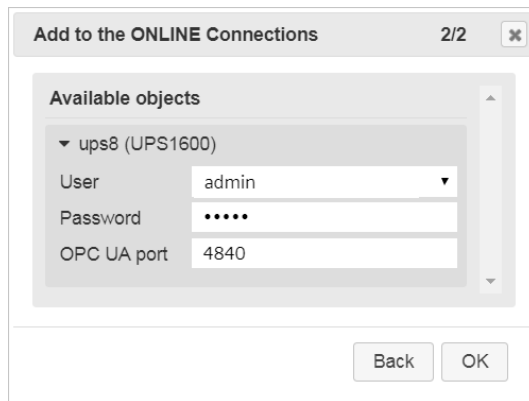 Add to the ONLINE Connections 2/2
Available objects
ups8 (UPS1600)
User admin
Password •••••
OPC UA port 4840
Back OK